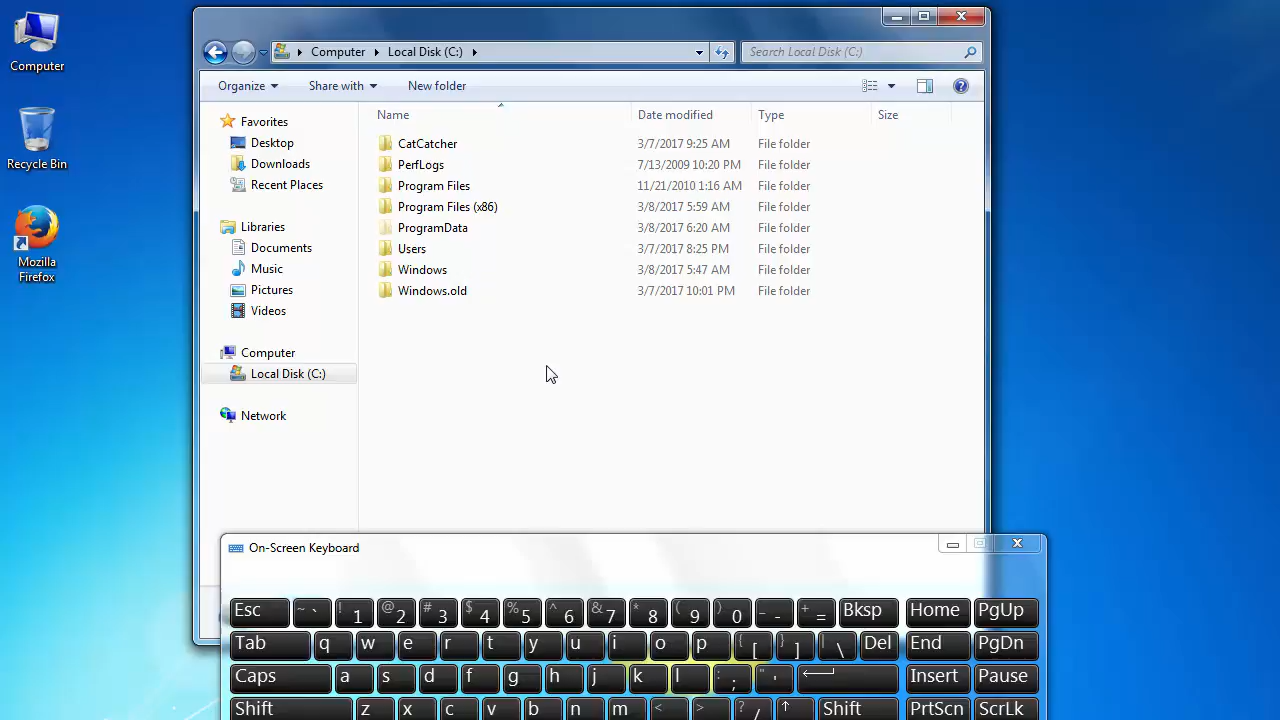 Computer
Recycle Bin
Mozilla
Firefox
Computer
Local Disk (C:)
Search Local Disk (C:)
Organize
Share with
New folder
Name
Date modified
Type
Size
Favorites
Desktop
Downloads
Recent Places
Libraries
Documents
Music
Pictures
Videos
Computer
Local Disk (C:)
Network
CatCatcher 3/7/2017 9:25 AM File folder
PerfLogs 7/13/2009 10:20 PM File folder
Program Files 11/21/2010 1:16 AM File folder
Program Files (x86) 3/8/2017 5:59 AM File folder
ProgramData 3/8/2017 6:20 AM File folder
Users 3/7/2017 8:25 PM File folder
Windows 3/8/2017 5:47 AM File folder
Windows.old 3/7/2017 10:01 PM File folder
On-Screen Keyboard
Esc ~ ` ! 1 @ 2 # 3 $ 4 % 5 ^ 6 & 7 * 8 ( 9 ) 0 _ - + = Bksp Home PgUp
Tab q w e r t y u i o p { [ } ] | \ Del End PgDn
Caps a s d f g h j k l : ; " ' Insert Pause
Shift z x c v b n m < > ? / Shift PrtScn ScrLk